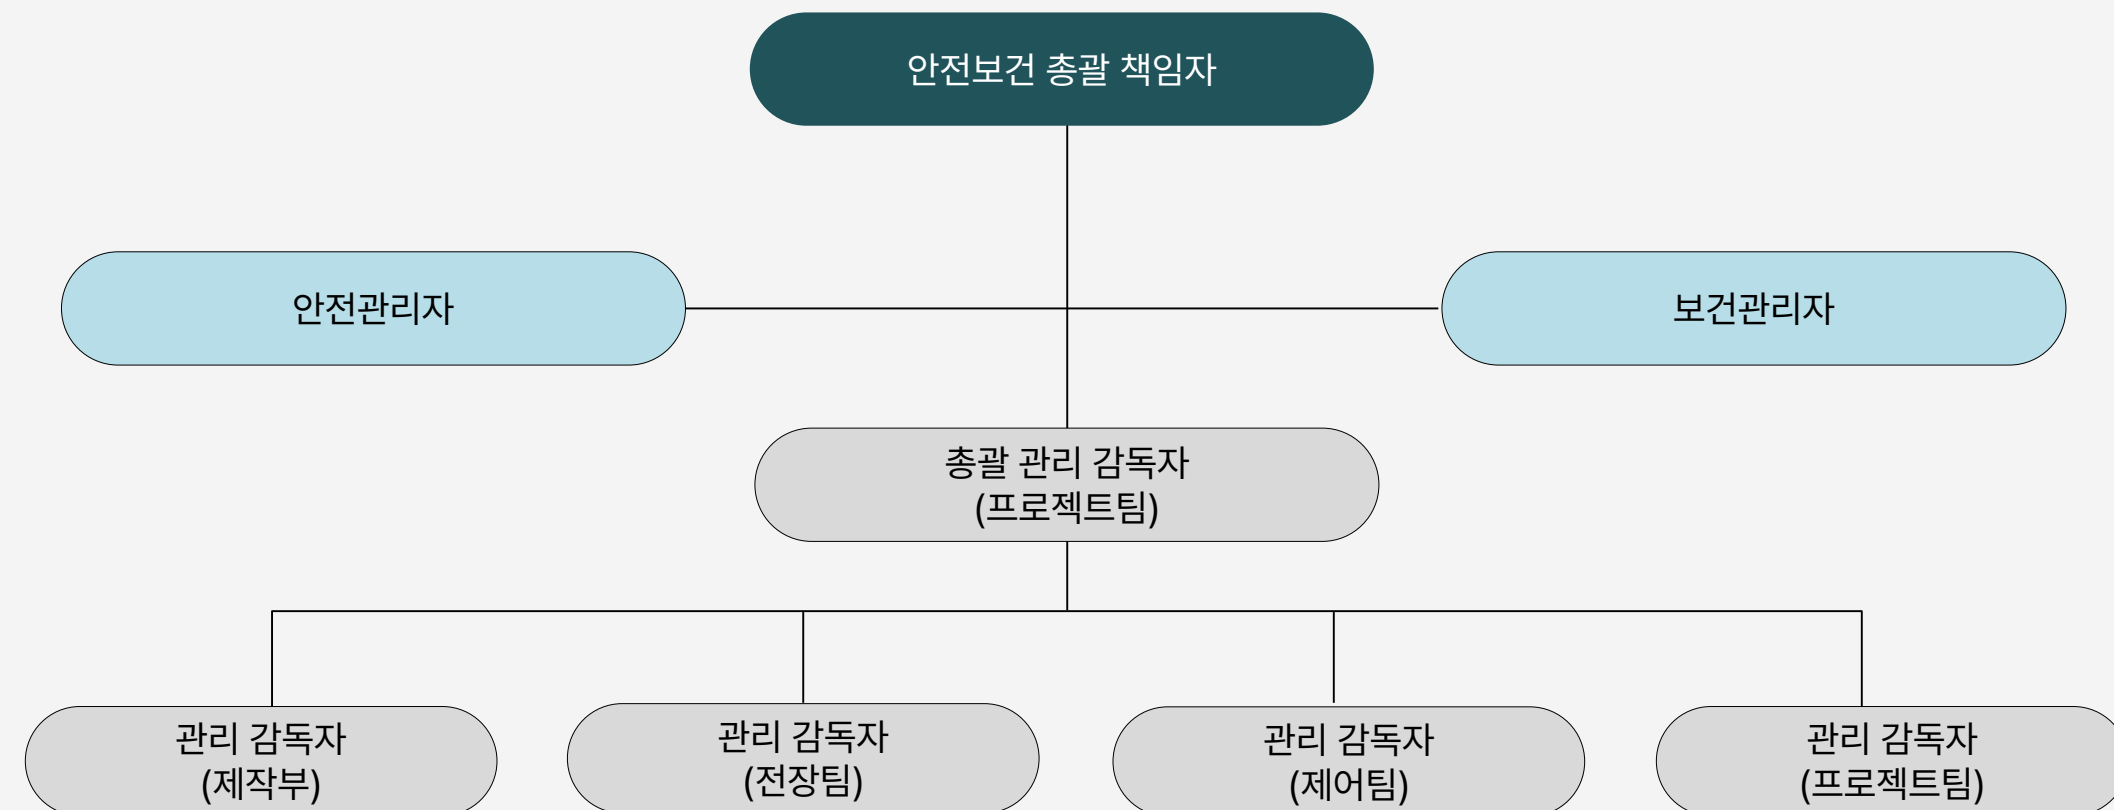 안전보건 총괄 책임자
안전관리자
보건관리자
총괄 관리 감독자
(프로젝트팀)
관리 감독자
(제작부)
관리 감독자
(전장팀)
관리 감독자
(제어팀)
관리 감독자
(프로젝트팀)